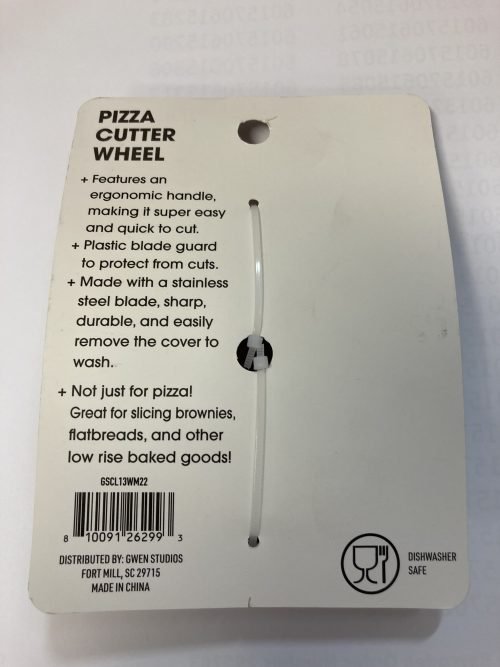 PIZZA
CUTTER
WHEEL
+ Features an
ergonomic handle,
making it super easy
and quick to cut.
+ Plastic blade guard
to protect from cuts.
+ Made with a stainless
steel blade, sharp,
durable, and easily
remove the cover to
wash.
+ Not just for pizza!
Great for slicing brownies,
flatbreads, and other
low rise baked goods!
GSCL13WM22
8 10091 26299 3
DISTRIBUTED BY: GWEN STUDIOS
FORT MILL, SC 29715
MADE IN CHINA
DISHWASHER
SAFE